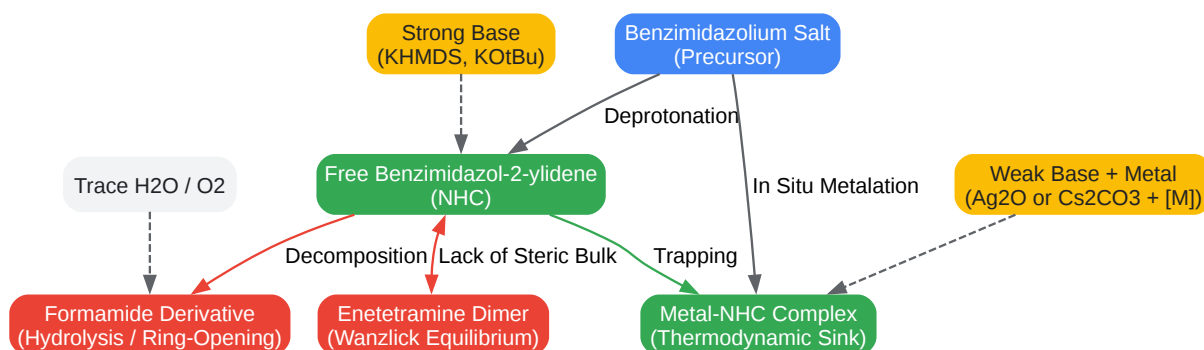 Strong Base
(KHMDS, KOtBu)
Benzimidazolium Salt
(Precursor)
Deprotonation
Trace H2O / O2
Free Benzimidazol-2-ylidene
(NHC)
In Situ Metalation
Weak Base + Metal
(Ag2O or Cs2CO3 + [M])
Decomposition
Lack of Steric Bulk
Trapping
Formamide Derivative
(Hydrolysis / Ring-Opening)
Enetetramine Dimer
(Wanzlick Equilibrium)
Metal-NHC Complex
(Thermodynamic Sink)